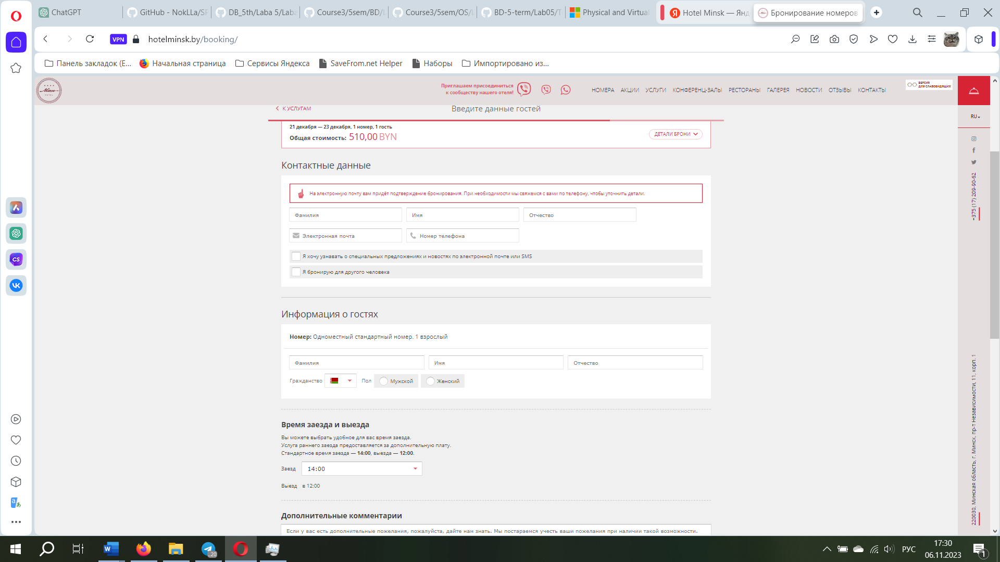 ChatGPT
GitHub - NokLLa/SP
DB_5th/Laba 5/Laba
Course3/5sem/BD/L
Course3/5sem/OS/L
BD-5-term/Lab05/T
Physical and Virtual
Hotel Minsk — Янд
Бронирование номеров
VPN
hotelminsk.by/booking/
Панель закладок (Е...
Начальная страница
Сервисы Яндекса
SaveFrom.net Helper
Наборы
Импортировано из...
Minsk
HOTEL
Приглашаем присоединиться
к сообществу нашего отеля!
НОМЕРА
АКЦИИ
УСЛУГИ
КОНФЕРЕНЦ-ЗАЛЫ
РЕСТОРАНЫ
ГАЛЕРЕЯ
НОВОСТИ
ОТЗЫВЫ
КОНТАКТЫ
ВЕРСИЯ
ДЛЯ СЛАБОВИДЯЩИХ
RU
К УСЛУГАМ
Введите данные гостей
21 декабря — 23 декабря, 1 номер, 1 гость
Общая стоимость: 510,00 BYN
ДЕТАЛИ БРОНИ
Контактные данные
На электронную почту вам придёт подтверждение бронирования. При необходимости мы свяжемся с вами по телефону, чтобы уточнить детали.
Фамилия
Имя
Отчество
Электронная почта
Номер телефона
Я хочу узнавать о специальных предложениях и новостях по электронной почте или SMS
Я бронирую для другого человека
Информация о гостях
Номер: Одноместный стандартный номер. 1 взрослый
Фамилия
Имя
Отчество
Гражданство
Пол
Мужской
Женский
Время заезда и выезда
Вы можете выбрать удобное для вас время заезда.
Услуга раннего заезда предоставляется за дополнительную плату.
Стандартное время заезда — 14:00, выезда — 12:00.
Заезд
14:00
Выезд
в 12:00
Дополнительные комментарии
Если у вас есть дополнительные пожелания, пожалуйста, дайте нам знать. Мы постараемся учесть ваши пожелания при наличии такой возможности.
+375 (17) 209-90-62
220030, Минская область, г. Минск, пр-т Независимости, 11, корп. 1
CS
W
..20
РУС
17:30
06.11.2023
1